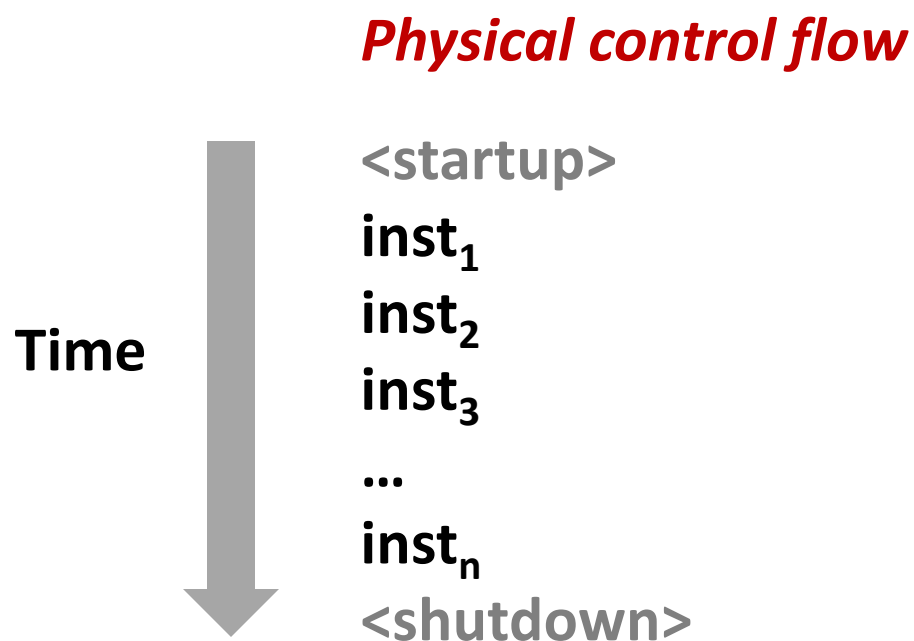 Physical control flow
<startup>
inst₁
inst₂
Time
inst₃
...
instₙ
<shutdown>